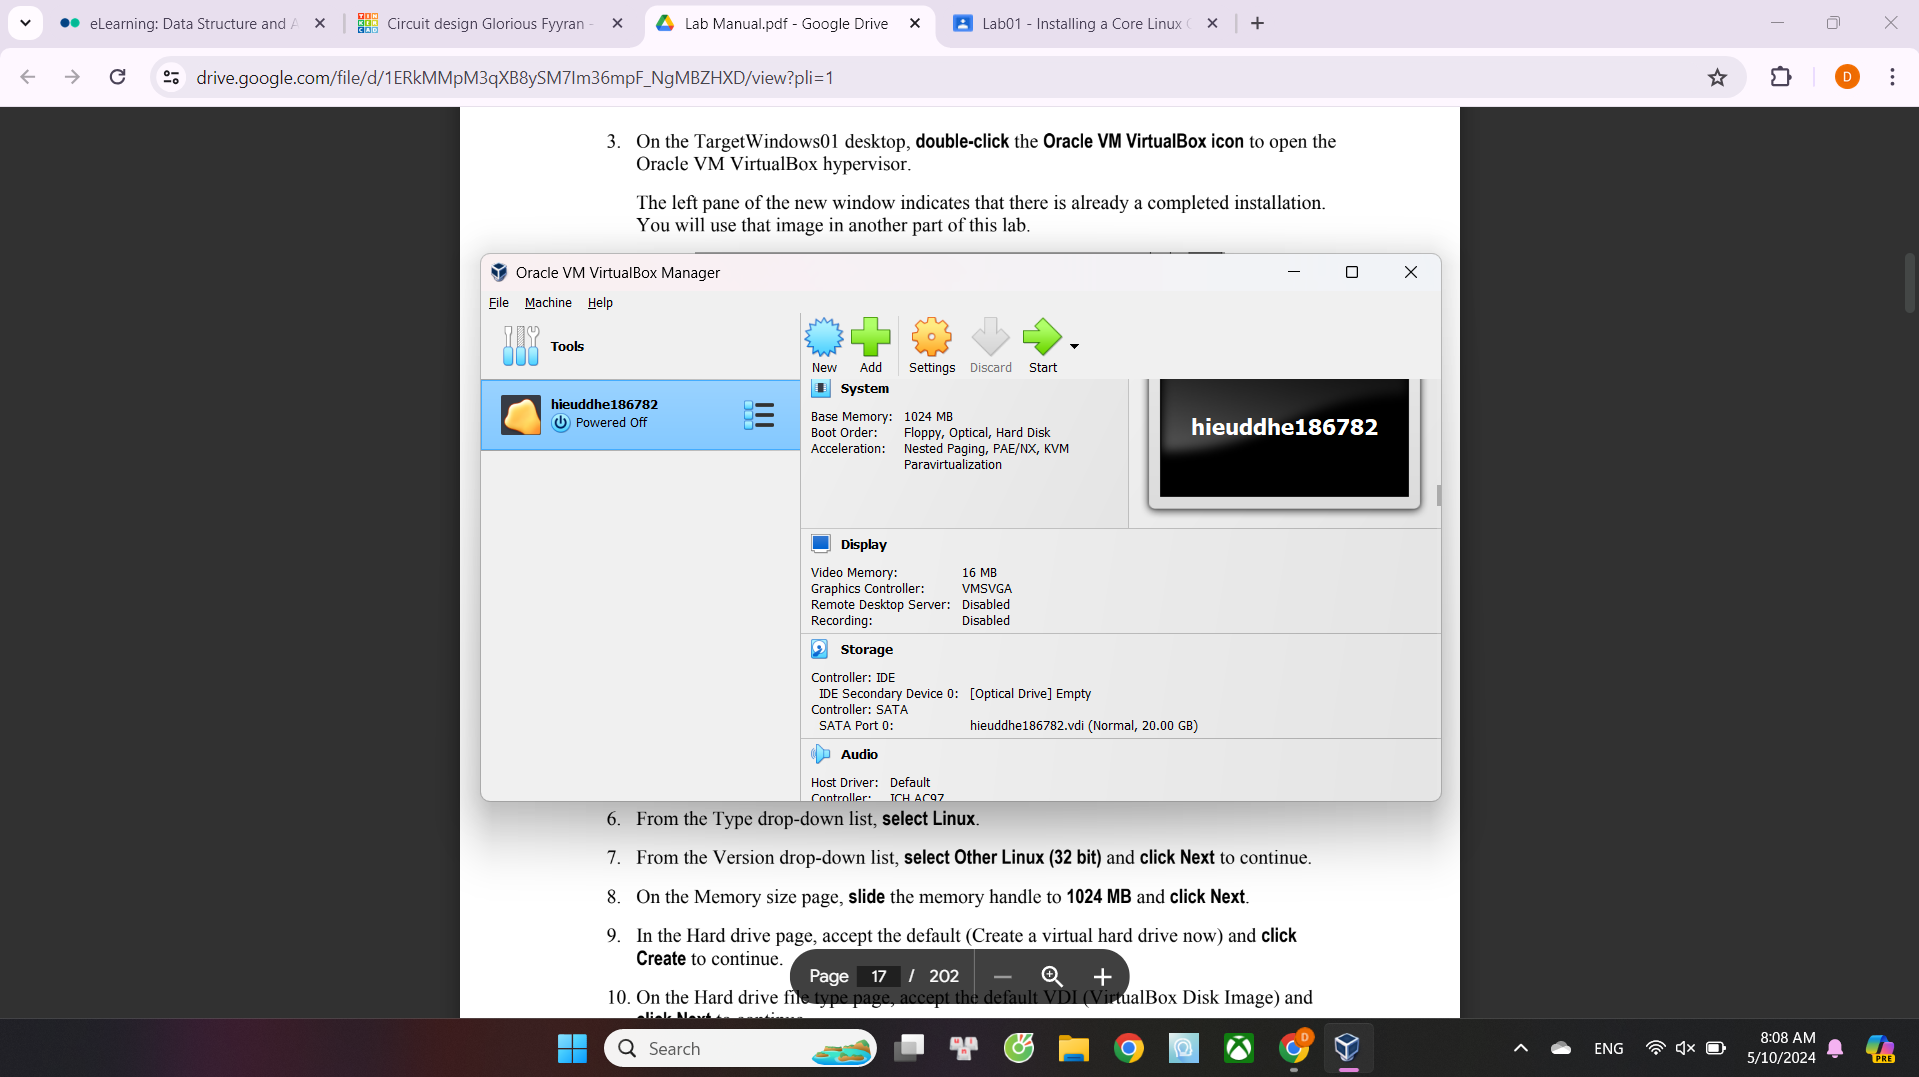 eLearning: Data Structure and A
Circuit design Glorious Fyyran -
Lab Manual.pdf - Google Drive
Lab01 - Installing a Core Linux
drive.google.com/file/d/1ERkMMpM3qXB8ySM7Im36mpF_NgMBZHXD/view?pli=1
D
3. On the TargetWindows01 desktop, double-click the Oracle VM VirtualBox icon to open the
Oracle VM VirtualBox hypervisor.
The left pane of the new window indicates that there is already a completed installation.
You will use that image in another part of this lab.
Oracle VM VirtualBox Manager
File Machine Help
Tools
New Add Settings Discard Start
hieuddhe186782
Powered Off
System
Base Memory: 1024 MB
Boot Order: Floppy, Optical, Hard Disk
Acceleration: Nested Paging, PAE/NX, KVM
Paravirtualization
hieuddhe186782
Display
Video Memory: 16 MB
Graphics Controller: VMSVGA
Remote Desktop Server: Disabled
Recording: Disabled
Storage
Controller: IDE
IDE Secondary Device 0: [Optical Drive] Empty
Controller: SATA
SATA Port 0: hieuddhe186782.vdi (Normal, 20.00 GB)
Audio
Host Driver: Default
Controller: ICH AC97
6. From the Type drop-down list, select Linux.
7. From the Version drop-down list, select Other Linux (32 bit) and click Next to continue.
8. On the Memory size page, slide the memory handle to 1024 MB and click Next.
9. In the Hard drive page, accept the default (Create a virtual hard drive now) and click
Create to continue.
Page 17 / 202
10. On the Hard drive file type page, accept the default VDI (VirtualBox Disk Image) and
click Next to continue.
Search
D
ENG
8:08 AM
5/10/2024
PRE